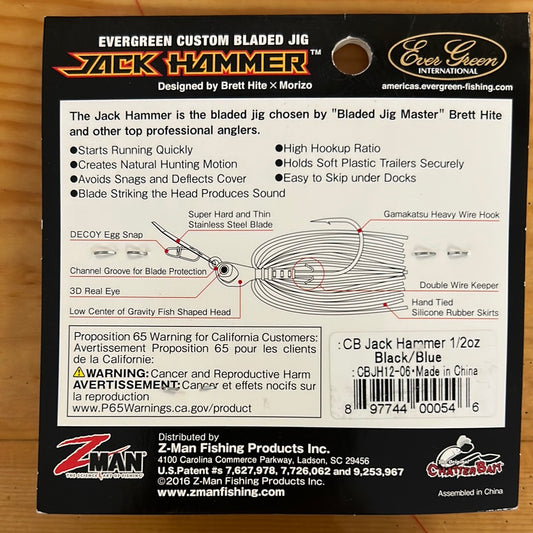 EVERGREEN CUSTOM BLADED JIG
JACK HAMMER™
Designed by Brett Hite × Morizo
Ever Green
INTERNATIONAL
americas.evergreen-fishing.com
The Jack Hammer is the bladed jig chosen by "Bladed Jig Master" Brett Hite
and other top professional anglers.
●Starts Running Quickly
●Creates Natural Hunting Motion
●Avoids Snags and Deflects Cover
●Blade Striking the Head Produces Sound
●High Hookup Ratio
●Holds Soft Plastic Trailers Securely
●Easy to Skip under Docks
Super Hard and Thin
Stainless Steel Blade
Gamakatsu Heavy Wire Hook
DECOY Egg Snap
Channel Groove for Blade Protection
3D Real Eye
Low Center of Gravity Fish Shaped Head
Double Wire Keeper
Hand Tied
Silicone Rubber Skirts
Proposition 65 Warning for California Customers:
Avertissement Proposition 65 pour les clients
de la Californie:
⚠WARNING: Cancer and Reproductive Harm
AVERTISSEMENT: Cancer et effets nocifs sur
la reproduction
www.P65Warnings.ca.gov/product
:CB Jack Hammer 1/2oz
Black/Blue
:CBJH12-06•Made in China
8 97744 00054 6
Z MAN
THE SCIENCE LAB OF FISHING
Distributed by
Z-Man Fishing Products Inc.
4100 Carolina Commerce Parkway, Ladson, SC 29456
U.S.Patent #s 7,627,978, 7,726,062 and 9,253,967
©2016 Z-Man Fishing Products Inc.
www.zmanfishing.com
Original
ChatterBait
Assembled in China